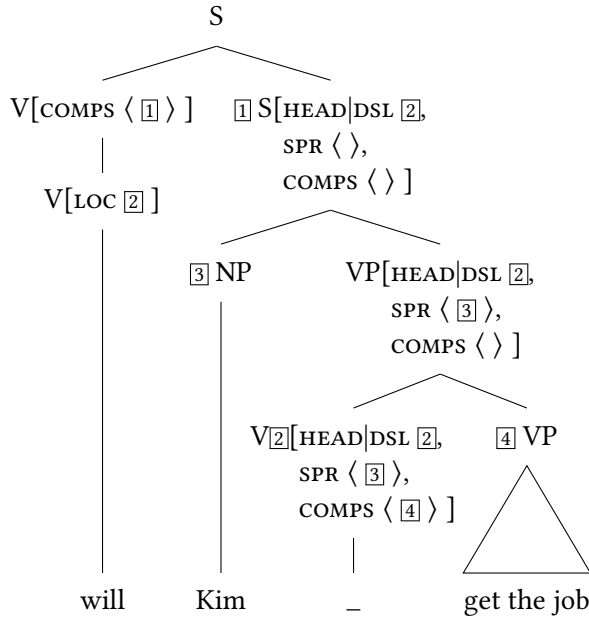 S
V[COMPS ⟨ 1 ⟩ ] 1 S[HEAD|DSL 2,
SPR ⟨ ⟩,
COMPS ⟨ ⟩ ]
V[LOC 2 ]
3 NP VP[HEAD|DSL 2,
SPR ⟨ 3 ⟩,
COMPS ⟨ ⟩ ]
V2[HEAD|DSL 2, 4 VP
SPR ⟨ 3 ⟩,
COMPS ⟨ 4 ⟩ ]
will Kim _ get the job